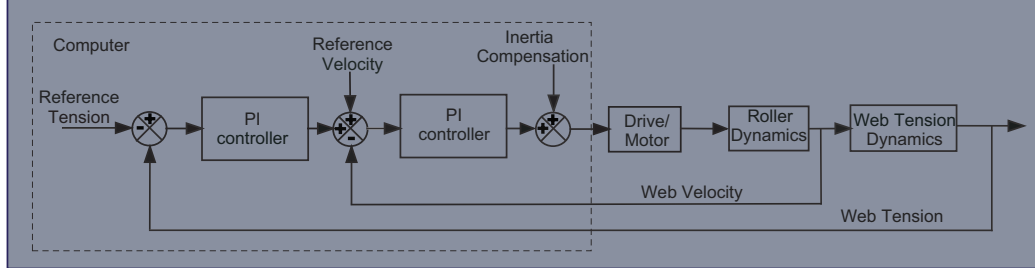 Computer
Reference
Velocity
Inertia
Compensation
Reference
Tension
- +
PI
controller
+ +
-
PI
controller
+ +
Drive/
Motor
Roller
Dynamics
Web Tension
Dynamics
Web Velocity
Web Tension